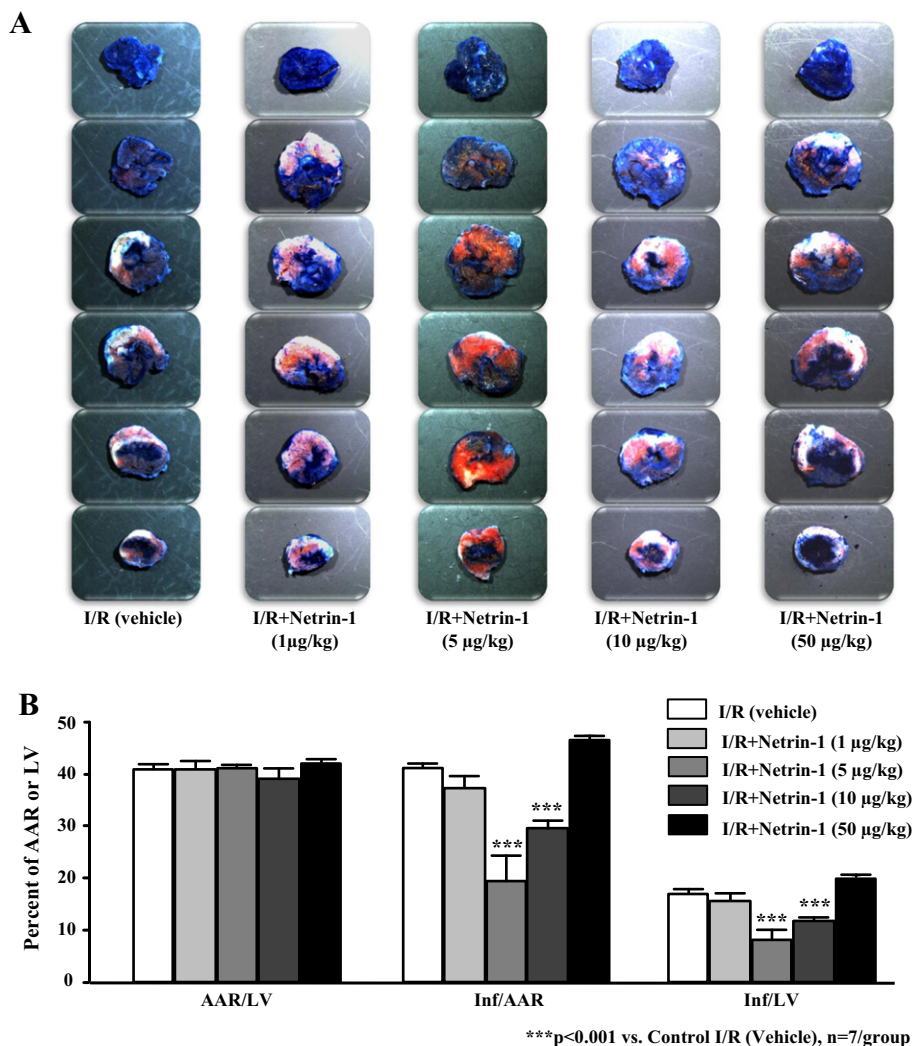 A
I/R (vehicle)
I/R+Netrin-1
(1µg/kg)
I/R+Netrin-1
(5 µg/kg)
I/R+Netrin-1
(10 µg/kg)
I/R+Netrin-1
(50 µg/kg)
B
Percent of AAR or LV
50
40
30
20
10
0
I/R (vehicle)
I/R+Netrin-1 (1 µg/kg)
I/R+Netrin-1 (5 µg/kg)
I/R+Netrin-1 (10 µg/kg)
I/R+Netrin-1 (50 µg/kg)
***
***
***
***
AAR/LV
Inf/AAR
Inf/LV
***p<0.001 vs. Control I/R (Vehicle), n=7/group